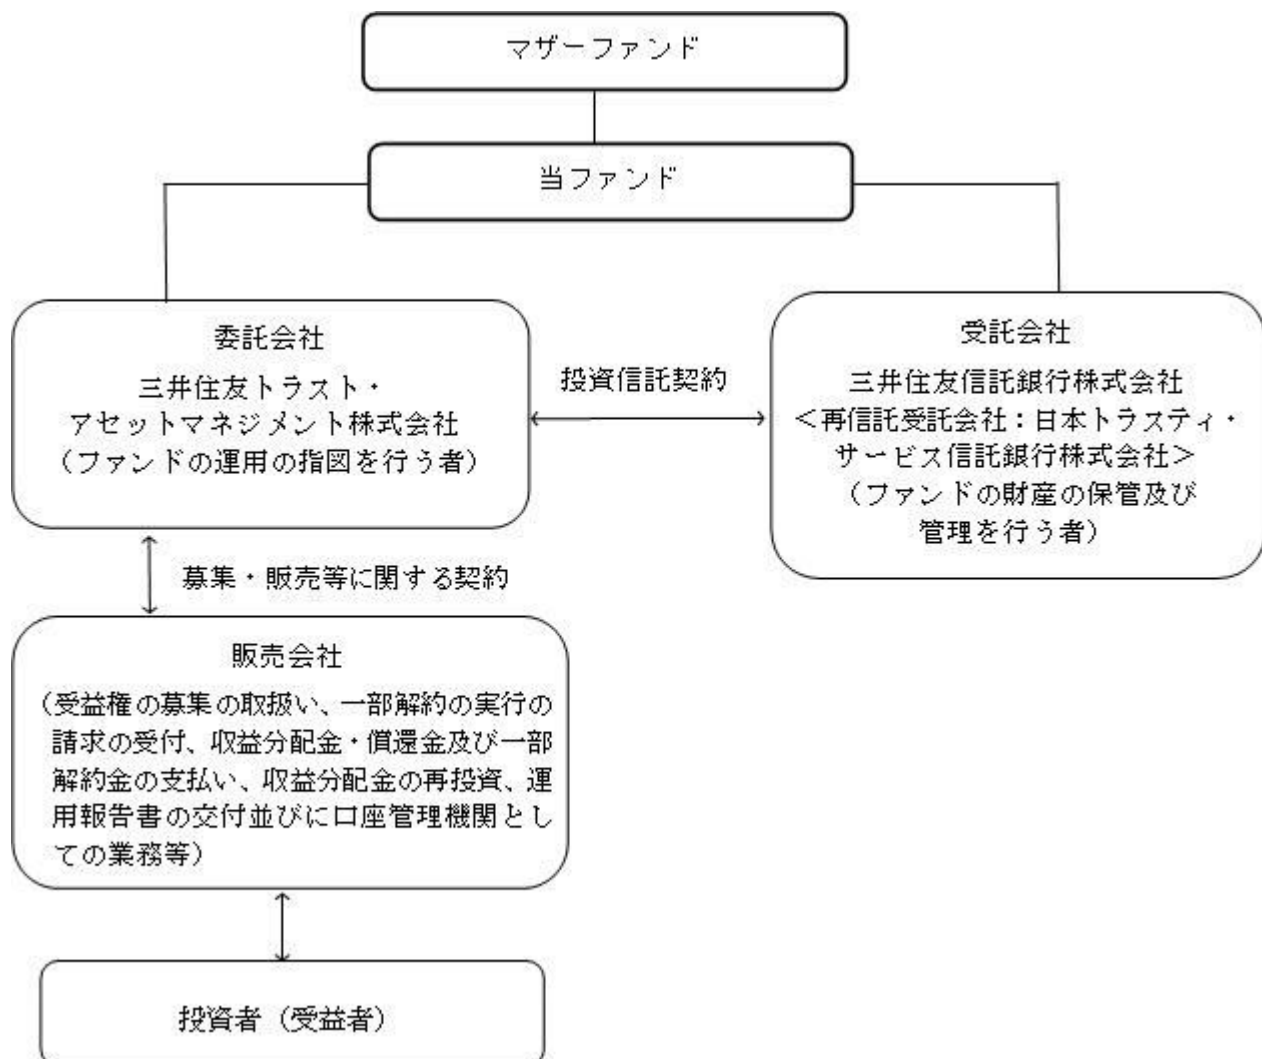 マザーファンド
当ファンド
委託会社
三井住友トラスト・
アセットマネジメント株式会社
（ファンドの運用の指図を行う者）
投資信託契約
受託会社
三井住友信託銀行株式会社
＜再信託受託会社：日本トラスティ・
サービス信託銀行株式会社＞
（ファンドの財産の保管及び
管理を行う者）
募集・販売等に関する契約
販売会社
（受益権の募集の取扱い、一部解約の実行の
請求の受付、収益分配金・償還金及び一部
解約金の支払い、収益分配金の再投資、運
用報告書の交付並びに口座管理機関とし
ての業務等）
投資者（受益者）